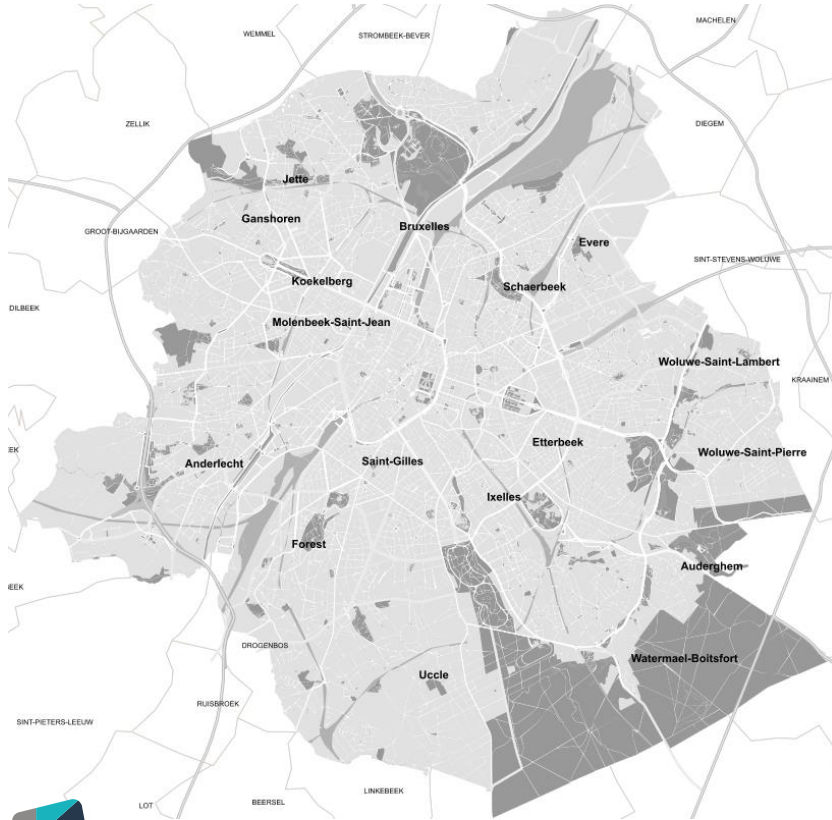 MACHELEN
WEMMEL
STROMBEEK-BEVER
ZELLIK
DIEGEM
Jette
Ganshoren
Bruxelles
GROOT-BIJGAARDEN
Evere
SINT-STEVENS-WOLUWE
Koekelberg
Schaerbeek
DILBEEK
Molenbeek-Saint-Jean
Woluwe-Saint-Lambert
KRAAINEM
Etterbeek
EEK
Woluwe-Saint-Pierre
Anderlecht
Saint-Gilles
Ixelles
Forest
Auderghem
BEEK
DROGENBOS
Watermael-Boitsfort
Uccle
RUISBROEK
SINT-PIETERS-LEEUW
LINKEBEEK
LOT
BEERSEL